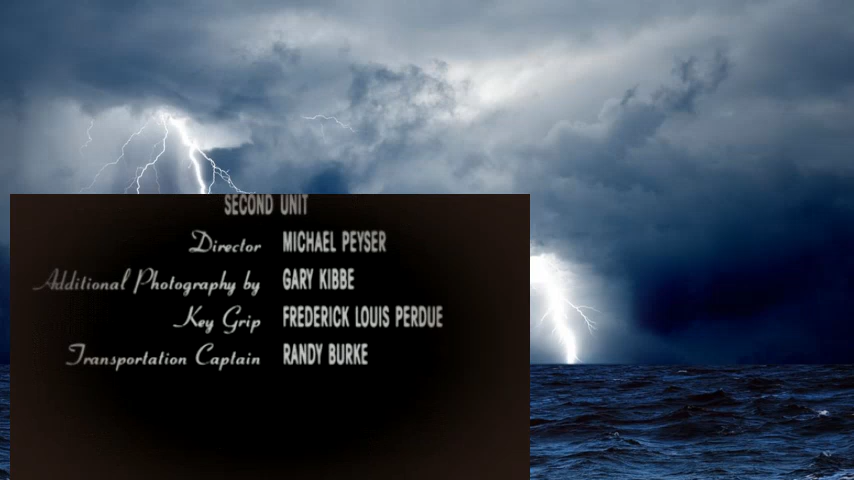 SECOND UNIT
Director MICHAEL PEYSER
Additional Photography by GARY KIBBE
Key Grip FREDERICK LOUIS PERDUE
Transportation Captain RANDY BURKE